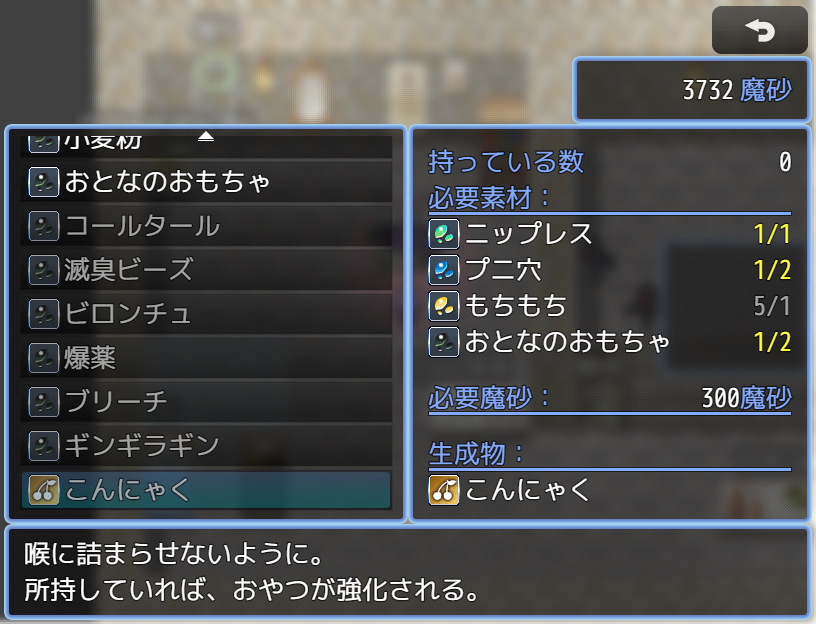 3732 魔砂
小麦粉
おとなのおもちゃ
コールタール
滅臭ビーズ
ビロンチュ
爆薬
ブリーチ
ギンギラギン
こんにゃく
持っている数 0
必要素材：
ニップレス 1/1
プニ穴 1/2
もちもち 5/1
おとなのおもちゃ 1/2
必要魔砂： 300魔砂
生成物：
こんにゃく
喉に詰まらせないように。
所持していれば、おやつが強化される。